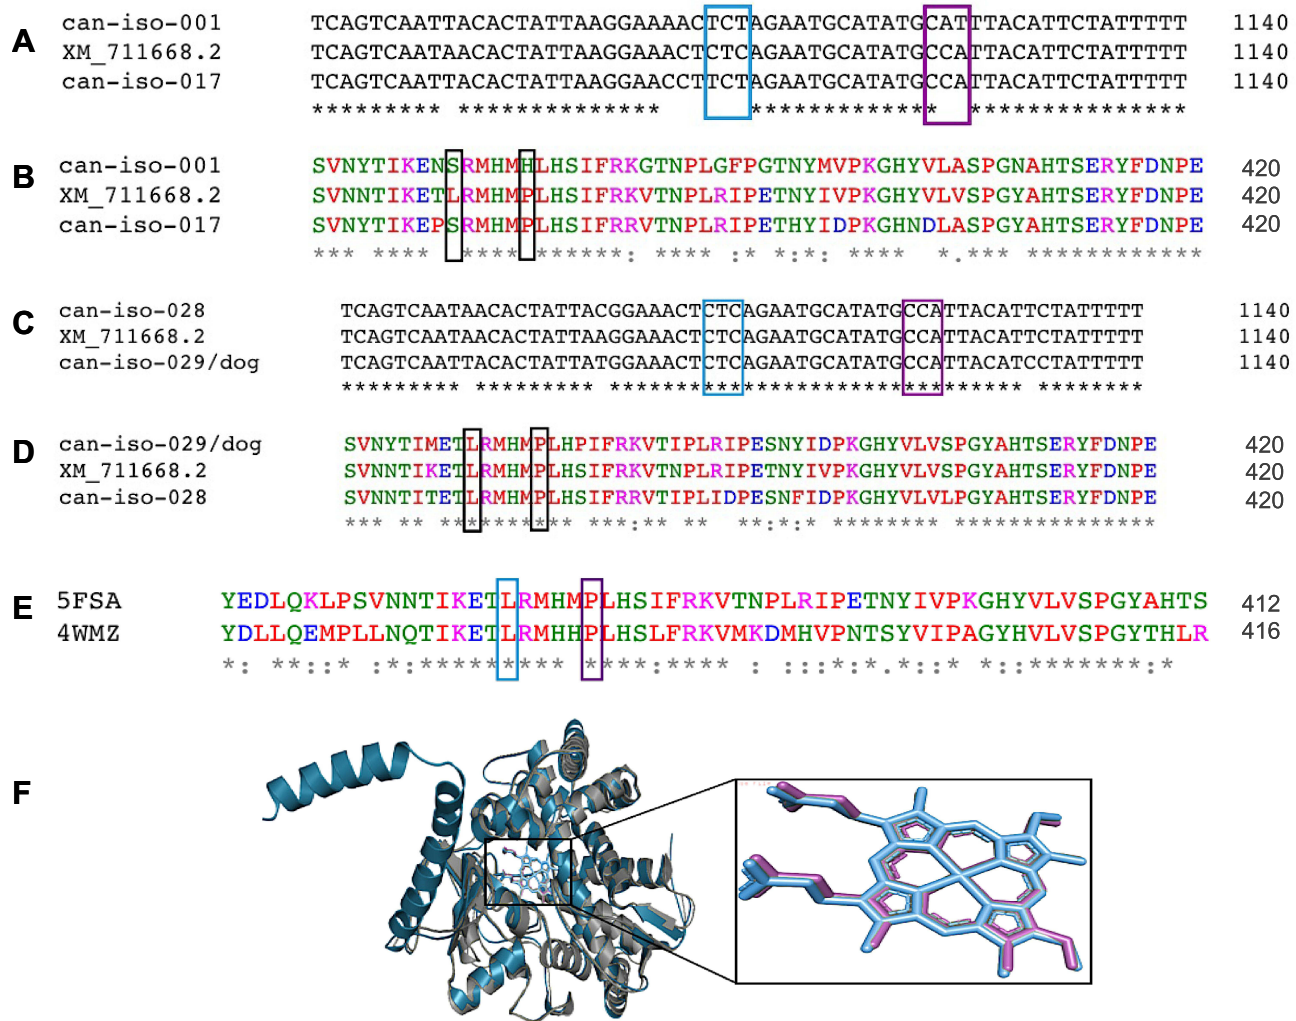 A
can-iso-001 TCAGTCAATTACACTATTAAGGAAAACTCTAGAATGCATATGCATTTACATTCTATTTTT 1140
XM_711668.2 TCAGTCAATAACACTATTAAGGAAACTCTCAGAATGCATATGCCATTACATTCTATTTTT 1140
can-iso-017 TCAGTCAATTACACTATTAAGGAACCTTCTAGAATGCATATGCCATTACATTCTATTTTT 1140
********* ************** ***************** ********************
B
can-iso-001 SVNYTIKENSRMHMHLHSIFRKGTNPLGFPGTNYMVPKGHYVLASPGNAHTSERYFDNPE 420
XM_711668.2 SVNNTIKETLRMHMPLHSIFRKVTNPLRIPETNYIVPKGHYVLVSPGYAHTSERYFDNPE 420
can-iso-017 SVNYTIKEPSRMHMPLHSIFRRVTNPLRIPETHYIDPKGHNDLASPGYAHTSERYFDNPE 420
*** **** **** ******: **** :* *:: **** *.*** ************
C
can-iso-028 TCAGTCAATAACACTATTACGGAAACTCTCAGAATGCATATGCCATTACATTCTATTTTT 1140
XM_711668.2 TCAGTCAATAACACTATTAAGGAAACTCTCAGAATGCATATGCCATTACATTCTATTTTT 1140
can-iso-029/dog TCAGTCAATTACACTATTATGGAAACTCTCAGAATGCATATGCCATTACATCCTATTTTT 1140
********* ********* ******************************* ********
D
can-iso-029/dog SVNYTIMETLRMHMPLHPIFRKVTIPLRIPESNYIDPKGHYVLVSPGYAHTSERYFDNPE 420
XM_711668.2 SVNNTIKETLRMHMPLHSIFRKVTNPLRIPETNYIVPKGHYVLVSPGYAHTSERYFDNPE 420
can-iso-028 SVNNTITETLRMHMPLHSIFRRVTIPLIDPESNFIDPKGHYVLVLPGYAHTSERYFDNPE 420
*** ** ********** ***:** ** **:*:* ******** ***************
E
5FSA YEDLQKLPSVNNTIKETLRMHMPLHSIFRKVTNPLRIPETNYIVPKGHYVLVSPGYAHTS 412
4WMZ YDLLQEMPLLNQTIKETLRMHHPLHSLFRKVMKDMHVPNTSYVIPAGYHVLVSPGYTHLR 416
*: **::* :*:********* ****:**** : :::*:*.*::* *::*******:*
F